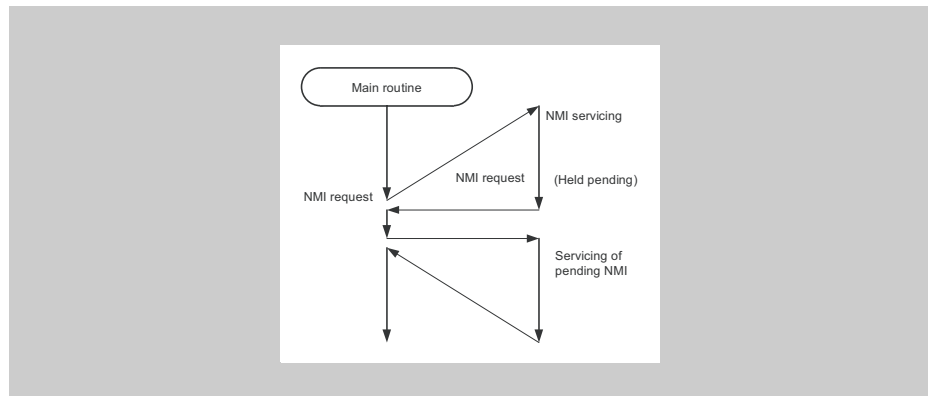 Main routine
NMI servicing
NMI request
(Held pending)
NMI request
Servicing of
pending NMI